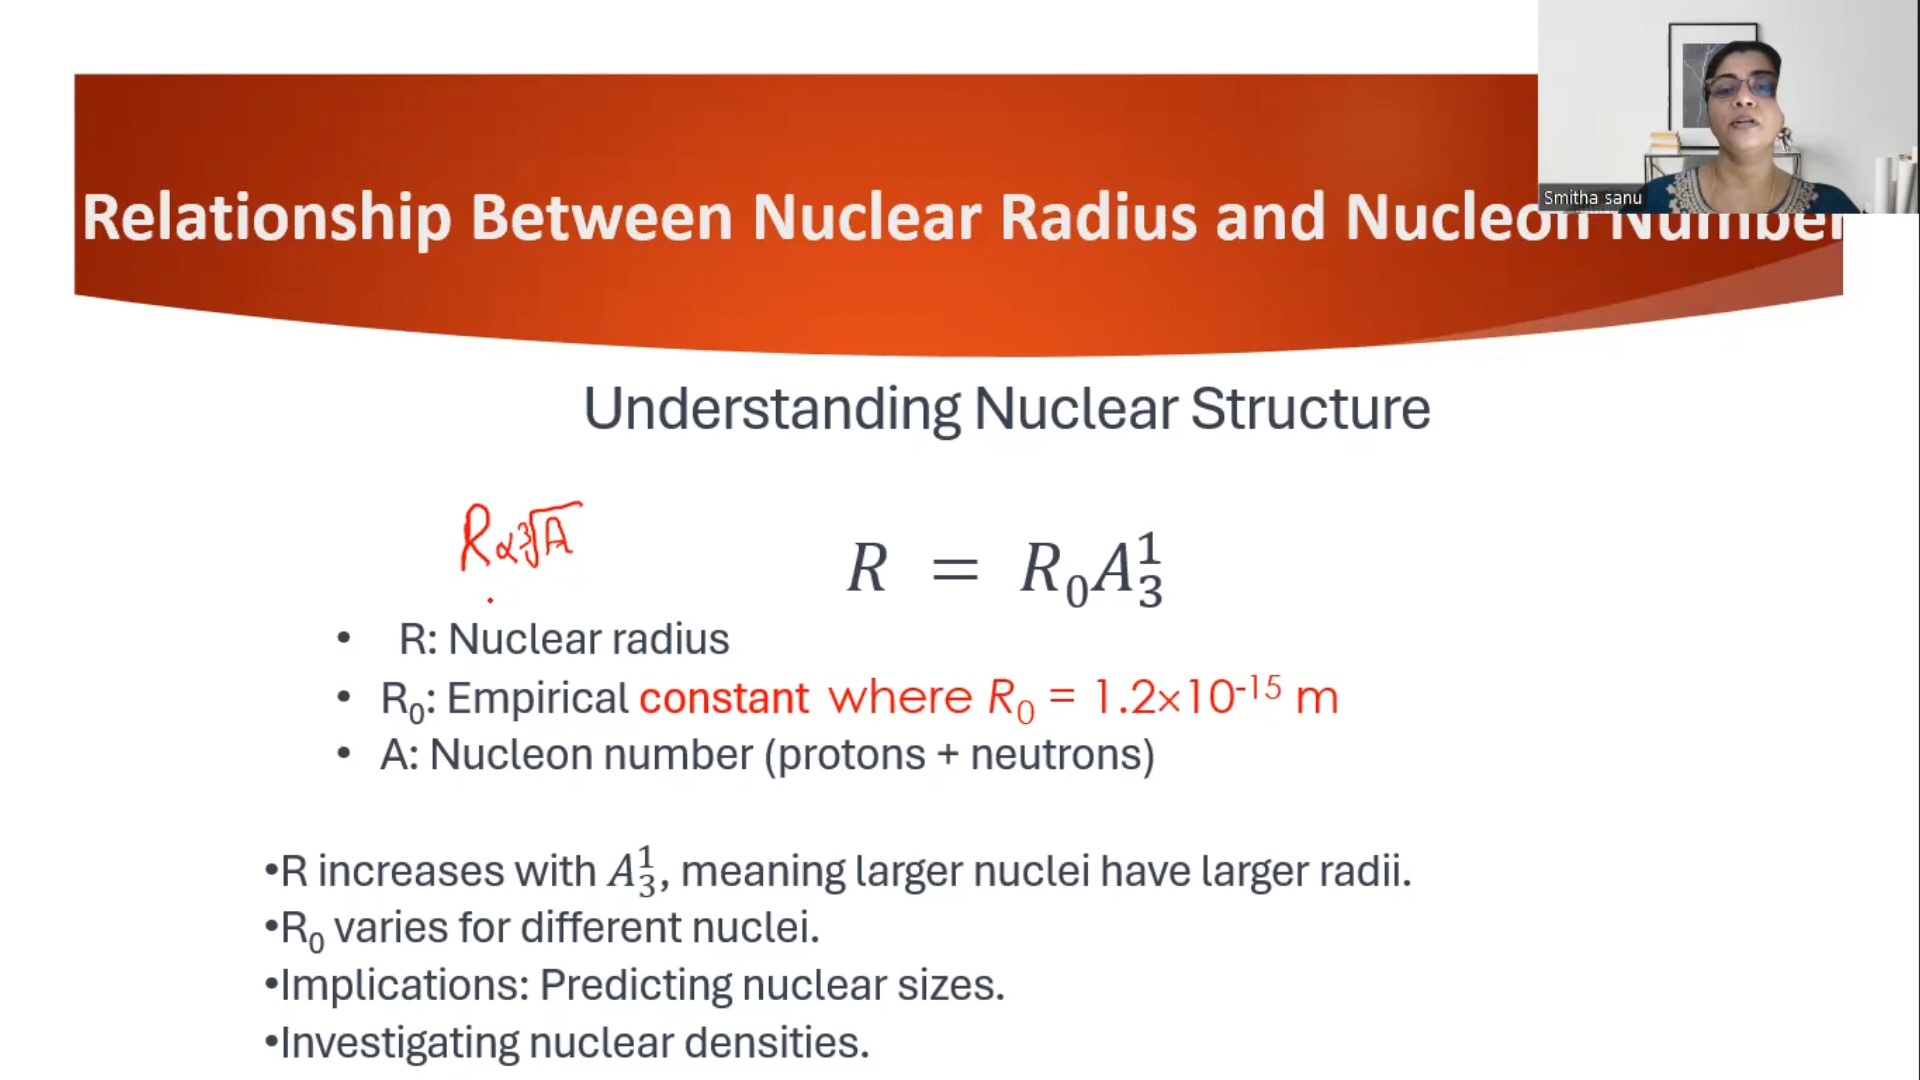 Smitha sanu
Relationship Between Nuclear Radius and Nucleon Number
Understanding Nuclear Structure
R ∝ ∛A
R = R₀A 1/3
• R: Nuclear radius
• R₀: Empirical constant where R₀ = 1.2×10⁻¹⁵ m
• A: Nucleon number (protons + neutrons)
•R increases with A 1/3, meaning larger nuclei have larger radii.
•R₀ varies for different nuclei.
•Implications: Predicting nuclear sizes.
•Investigating nuclear densities.